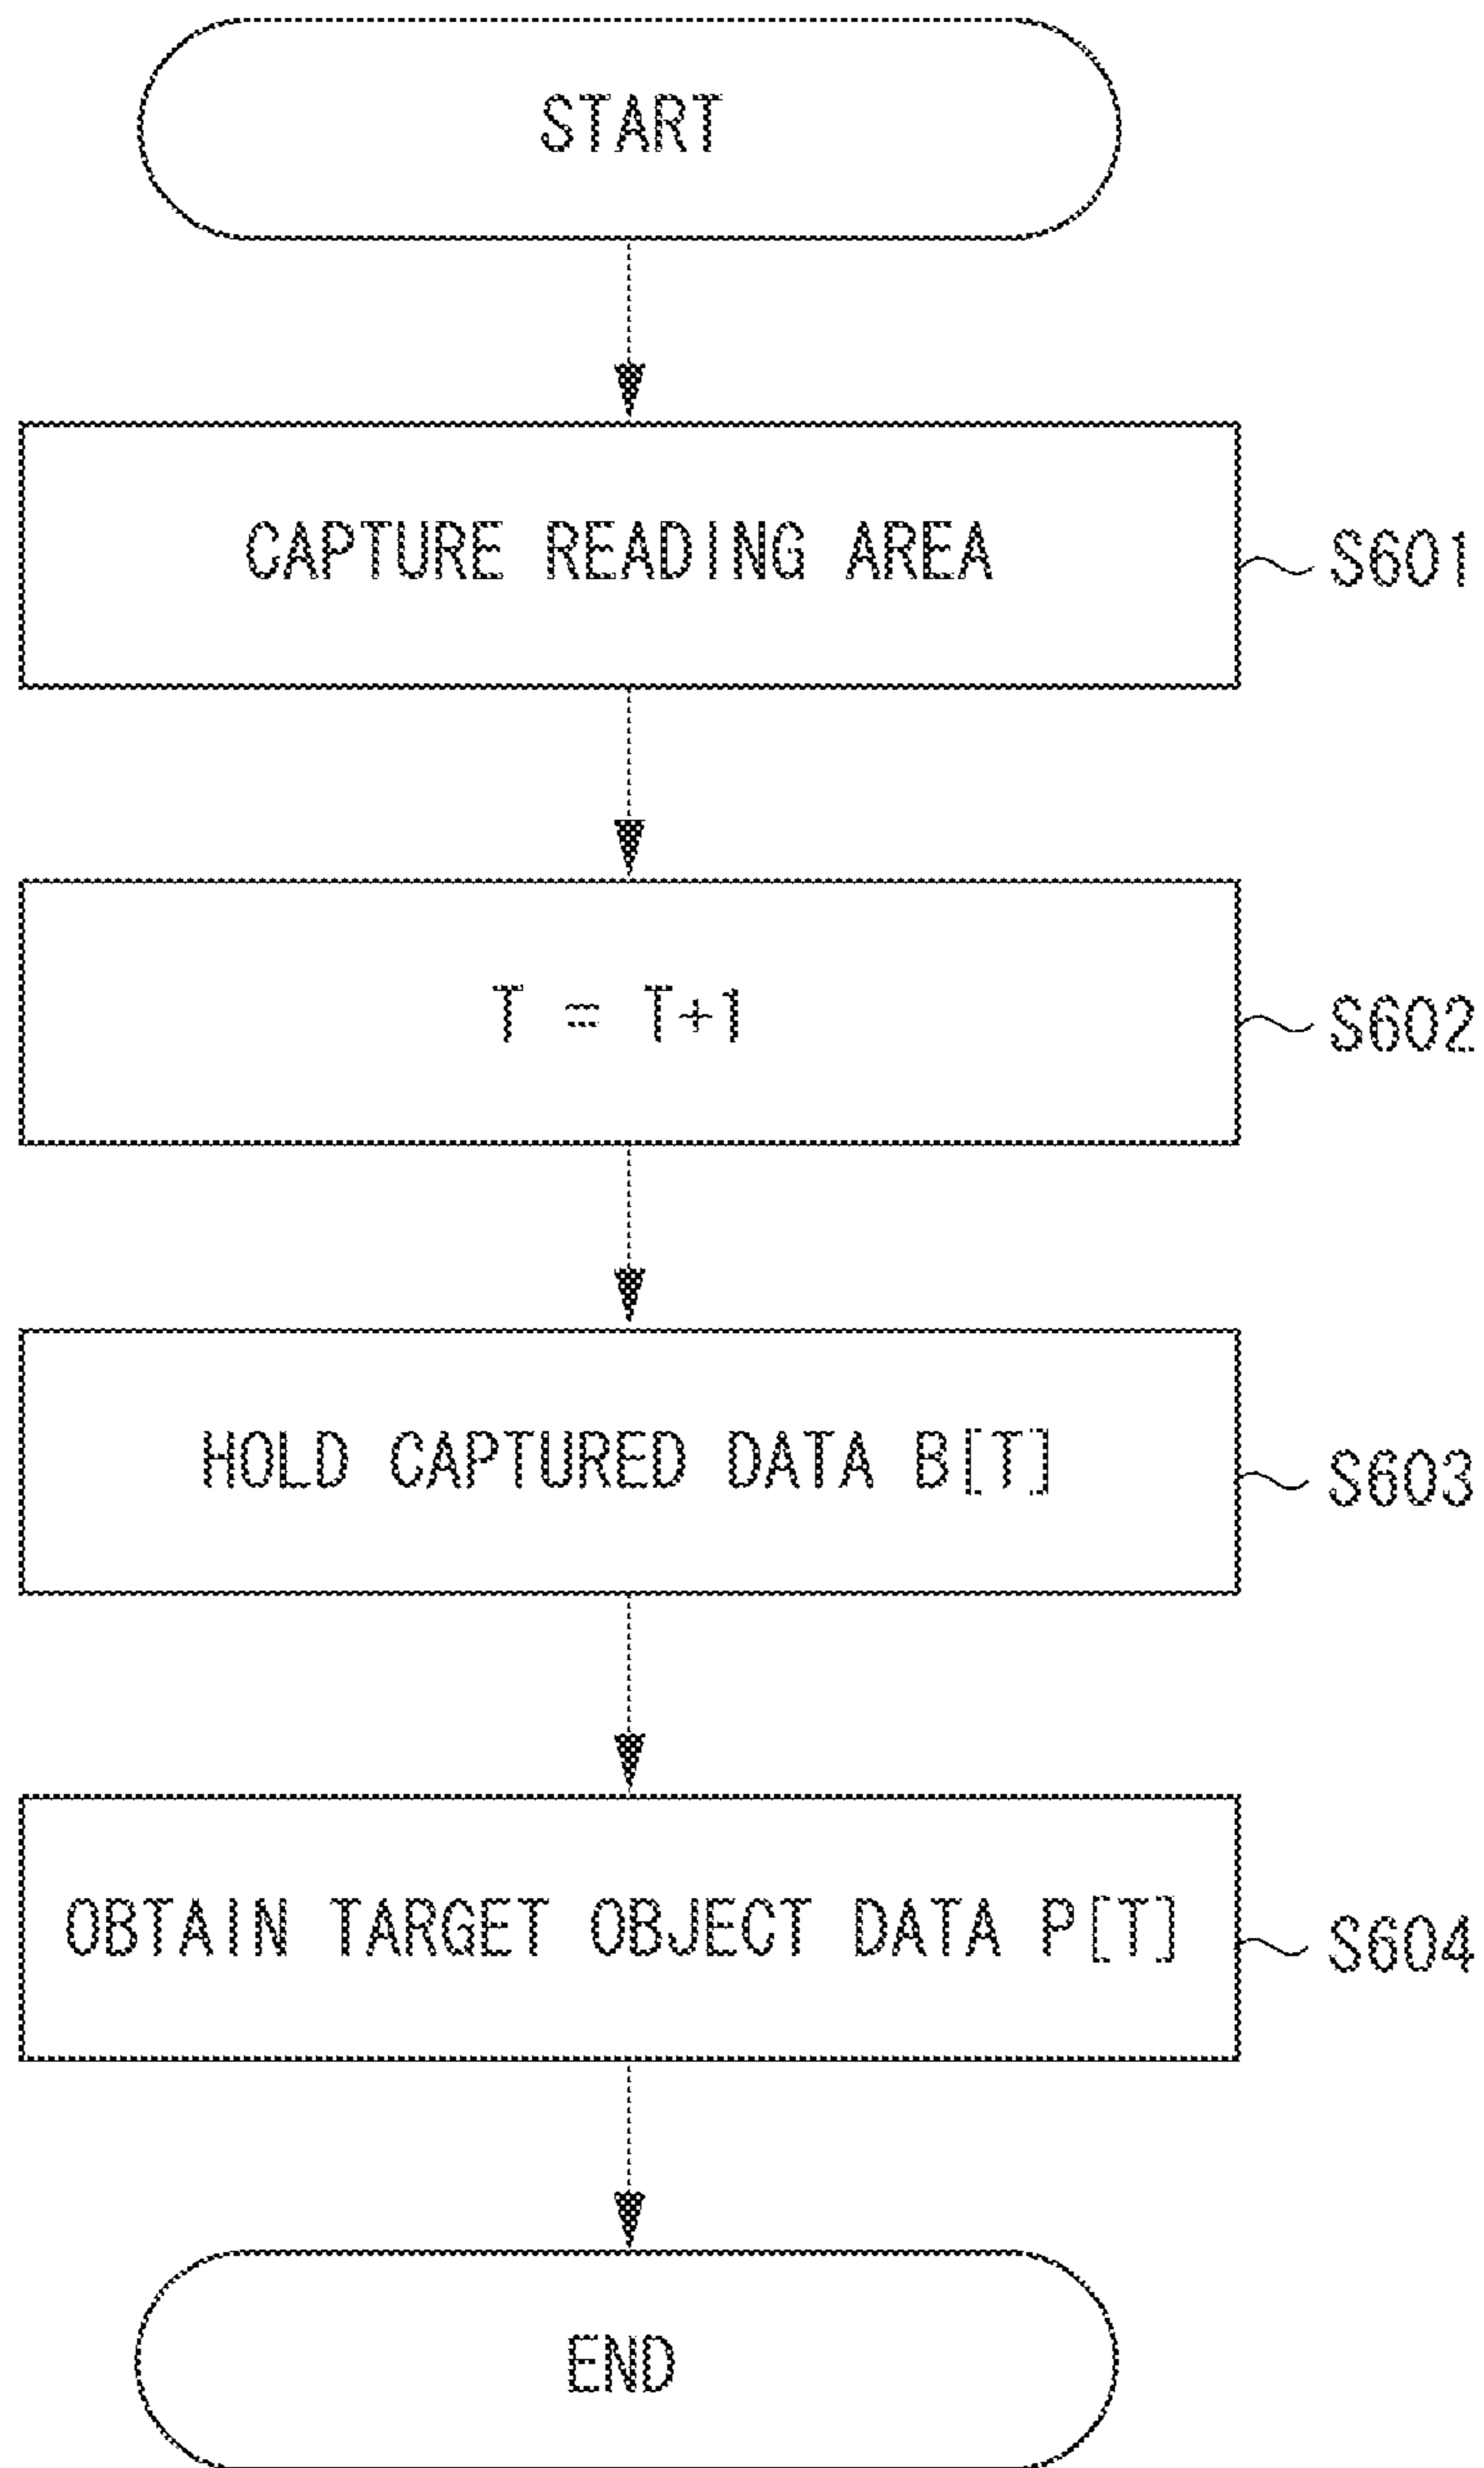 START
CAPTURE READING AREA
S601
T = T+1
S602
HOLD CAPTURED DATA B[T]
S603
OBTAIN TARGET OBJECT DATA P[T]
S604
END